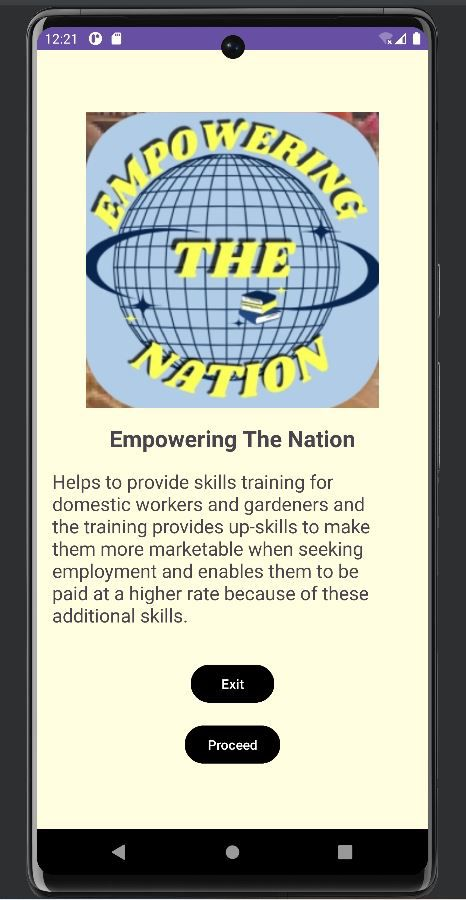 12:21
EMPOWERING
THE
NATION
Empowering The Nation
Helps to provide skills training for
domestic workers and gardeners and
the training provides up-skills to make
them more marketable when seeking
employment and enables them to be
paid at a higher rate because of these
additional skills.
Exit
Proceed